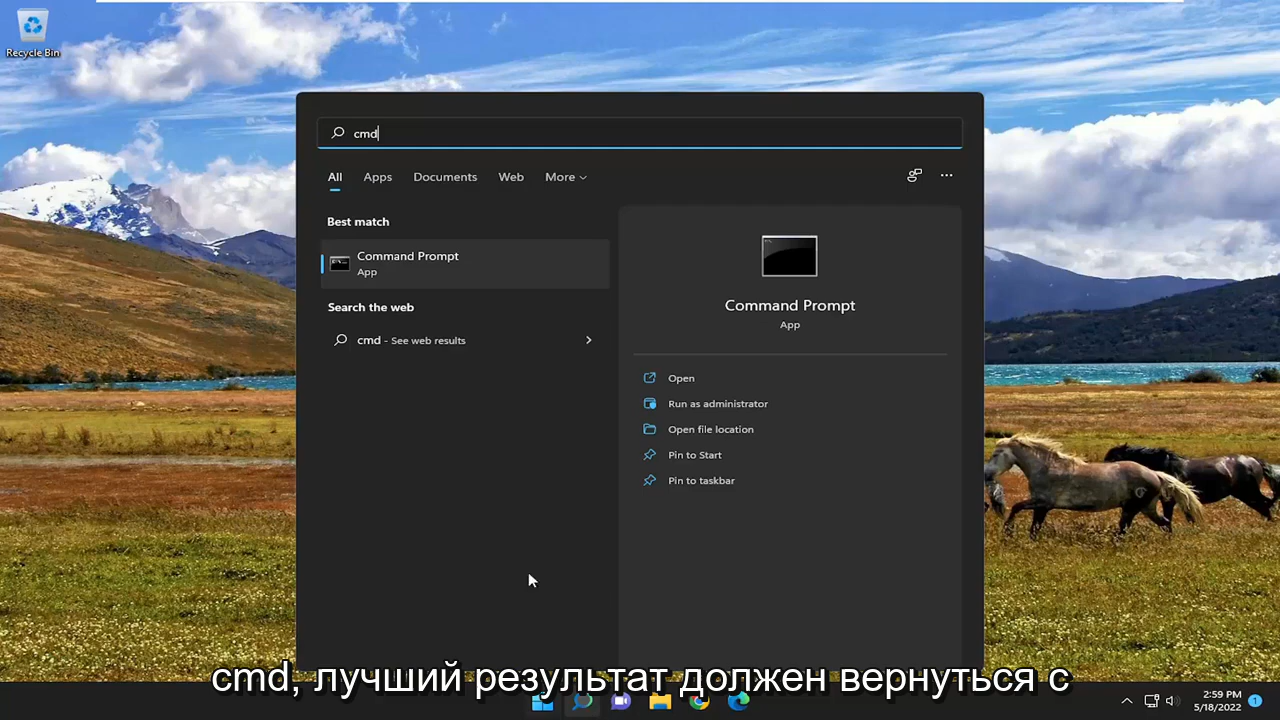 Recycle Bin
cmd
All Apps Documents Web More
Best match
Command Prompt
App
Search the web
cmd - See web results
Command Prompt
App
Open
Run as administrator
Open file location
Pin to Start
Pin to taskbar
cmd, лучший результат должен вернуться с
2:59 PM
5/18/2022
1